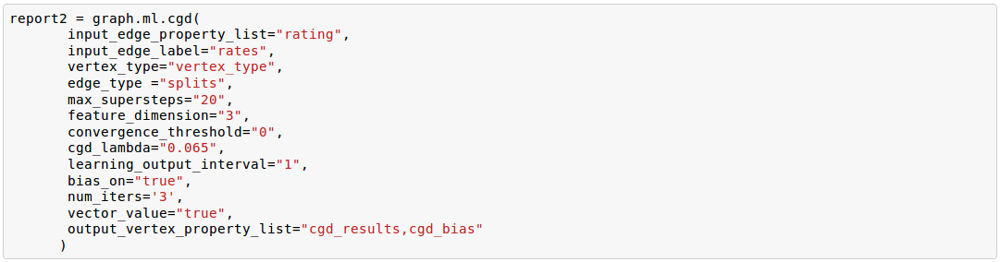 report2 = graph.ml.cgd(
       input_edge_property_list="rating",
       input_edge_label="rates",
       vertex_type="vertex_type",
       edge_type ="splits",
       max_supersteps="20",
       feature_dimension="3",
       convergence_threshold="0",
       cgd_lambda="0.065",
       learning_output_interval="1",
       bias_on="true",
       num_iters='3',
       vector_value="true",
       output_vertex_property_list="cgd_results,cgd_bias"
      )